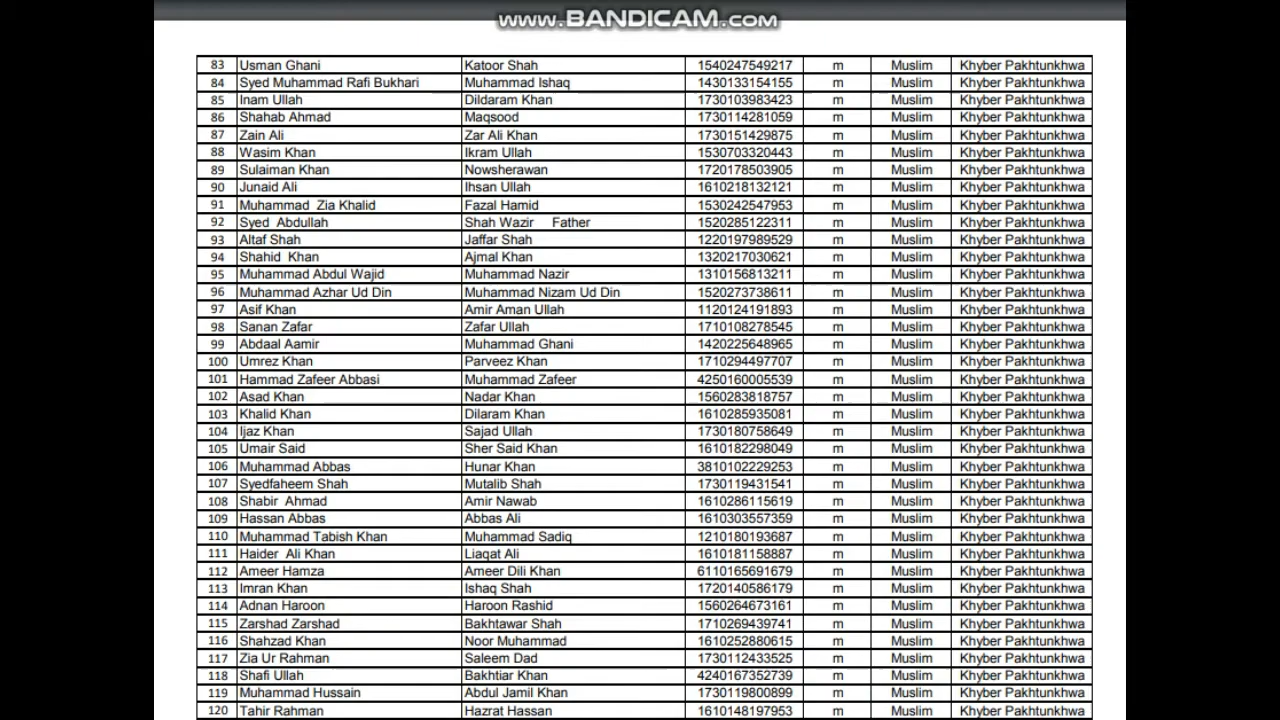 www.BANDICAM.com
83 Usman Ghani Katoor Shah 1540247549217 m Muslim Khyber Pakhtunkhwa
84 Syed Muhammad Rafi Bukhari Muhammad Ishaq 1430133154155 m Muslim Khyber Pakhtunkhwa
85 Inam Ullah Dildaram Khan 1730103983423 m Muslim Khyber Pakhtunkhwa
86 Shahab Ahmad Maqsood 1730114281059 m Muslim Khyber Pakhtunkhwa
87 Zain Ali Zar Ali Khan 1730151429875 m Muslim Khyber Pakhtunkhwa
88 Wasim Khan Ikram Ullah 1530703320443 m Muslim Khyber Pakhtunkhwa
89 Sulaiman Khan Nowsherawan 1720178503905 m Muslim Khyber Pakhtunkhwa
90 Junaid Ali Ihsan Ullah 1610218132121 m Muslim Khyber Pakhtunkhwa
91 Muhammad Zia Khalid Fazal Hamid 1530242547953 m Muslim Khyber Pakhtunkhwa
92 Syed Abdullah Shah Wazir Father 1520285122311 m Muslim Khyber Pakhtunkhwa
93 Altaf Shah Jaffar Shah 1220197989529 m Muslim Khyber Pakhtunkhwa
94 Shahid Khan Ajmal Khan 1320217030621 m Muslim Khyber Pakhtunkhwa
95 Muhammad Abdul Wajid Muhammad Nazir 1310156813211 m Muslim Khyber Pakhtunkhwa
96 Muhammad Azhar Ud Din Muhammad Nizam Ud Din 1520273738611 m Muslim Khyber Pakhtunkhwa
97 Asif Khan Amir Aman Ullah 1120124191893 m Muslim Khyber Pakhtunkhwa
98 Sanan Zafar Zafar Ullah 1710108278545 m Muslim Khyber Pakhtunkhwa
99 Abdaal Aamir Muhammad Ghani 1420225648965 m Muslim Khyber Pakhtunkhwa
100 Umrez Khan Parveez Khan 1710294497707 m Muslim Khyber Pakhtunkhwa
101 Hammad Zafeer Abbasi Muhammad Zafeer 4250160005539 m Muslim Khyber Pakhtunkhwa
102 Asad Khan Nadar Khan 1560283818757 m Muslim Khyber Pakhtunkhwa
103 Khalid Khan Dilaram Khan 1610285935081 m Muslim Khyber Pakhtunkhwa
104 Ijaz Khan Sajad Ullah 1730180758649 m Muslim Khyber Pakhtunkhwa
105 Umair Said Sher Said Khan 1610182298049 m Muslim Khyber Pakhtunkhwa
106 Muhammad Abbas Hunar Khan 3810102229253 m Muslim Khyber Pakhtunkhwa
107 Syedfaheem Shah Mutalib Shah 1730119431541 m Muslim Khyber Pakhtunkhwa
108 Shabir Ahmad Amir Nawab 1610286115619 m Muslim Khyber Pakhtunkhwa
109 Hassan Abbas Abbas Ali 1610303557359 m Muslim Khyber Pakhtunkhwa
110 Muhammad Tabish Khan Muhammad Sadiq 1210180193687 m Muslim Khyber Pakhtunkhwa
111 Haider Ali Khan Liaqat Ali 1610181158887 m Muslim Khyber Pakhtunkhwa
112 Ameer Hamza Ameer Dili Khan 6110165691679 m Muslim Khyber Pakhtunkhwa
113 Imran Khan Ishaq Shah 1720140586179 m Muslim Khyber Pakhtunkhwa
114 Adnan Haroon Haroon Rashid 1560264673161 m Muslim Khyber Pakhtunkhwa
115 Zarshad Zarshad Bakhtawar Shah 1710269439741 m Muslim Khyber Pakhtunkhwa
116 Shahzad Khan Noor Muhammad 1610252880615 m Muslim Khyber Pakhtunkhwa
117 Zia Ur Rahman Saleem Dad 1730112433525 m Muslim Khyber Pakhtunkhwa
118 Shafi Ullah Bakhtiar Khan 4240167352739 m Muslim Khyber Pakhtunkhwa
119 Muhammad Hussain Abdul Jamil Khan 1730119800899 m Muslim Khyber Pakhtunkhwa
120 Tahir Rahman Hazrat Hassan 1610148197953 m Muslim Khyber Pakhtunkhwa